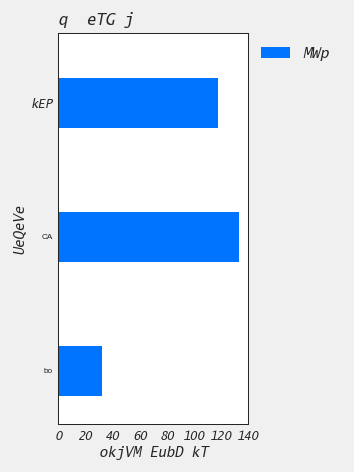 q  eTG j
MWp
kEP
CA
bo
UeQeVe
0 20 40 60 80 100 120 140
okjVM EubD kT